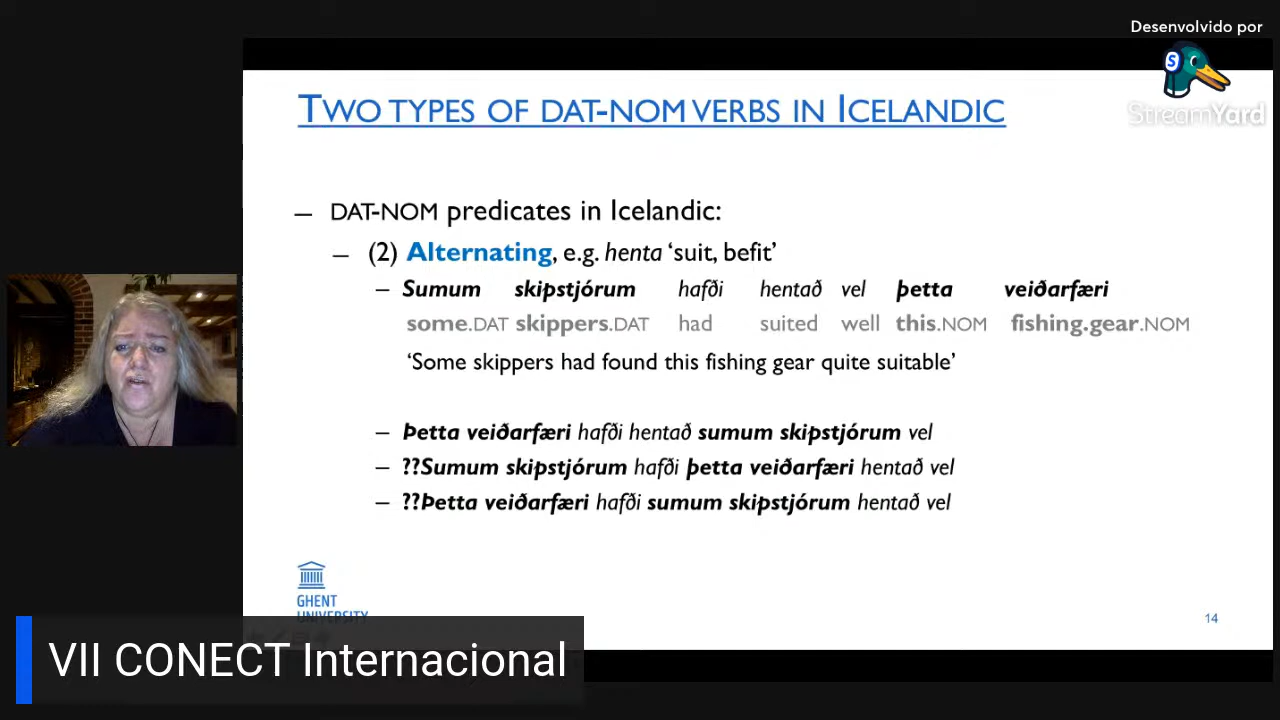 Desenvolvido por
StreamYard
TWO TYPES OF DAT-NOM VERBS IN ICELANDIC
– DAT-NOM predicates in Icelandic:
– (2) Alternating, e.g. henta ‘suit, befit’
– Sumum skipstjórum hafði hentað vel þetta veiðarfæri
some.DAT skippers.DAT had suited well this.NOM fishing.gear.NOM
‘Some skippers had found this fishing gear quite suitable’
– Þetta veiðarfæri hafði hentað sumum skipstjórum vel
– ??Sumum skipstjórum hafði þetta veiðarfæri hentað vel
– ??Þetta veiðarfæri hafði sumum skipstjórum hentað vel
GHENT
UNIVERSITY
14
VII CONECT Internacional